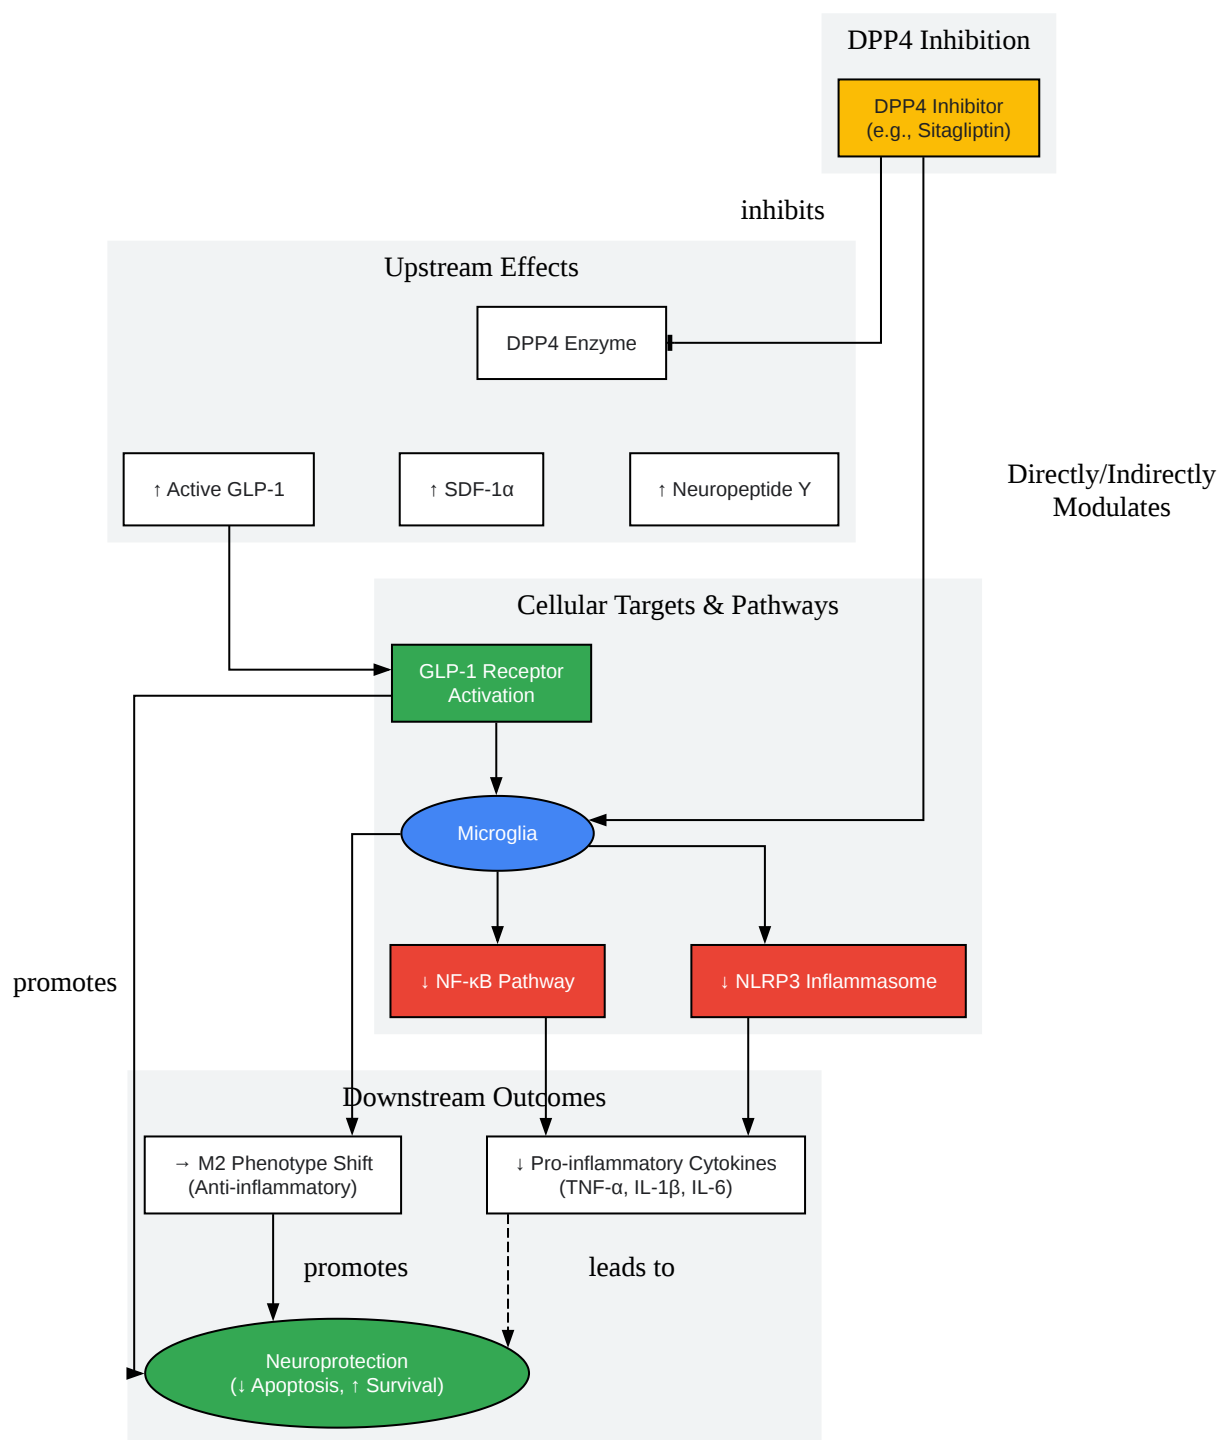 DPP4 Inhibition
DPP4 Inhibitor
(e.g., Sitagliptin)
inhibits
Upstream Effects
DPP4 Enzyme
↑ Active GLP-1
↑ SDF-1α
↑ Neuropeptide Y
Directly/Indirectly
Modulates
Cellular Targets & Pathways
GLP-1 Receptor
Activation
Microglia
↓ NF-κB Pathway
↓ NLRP3 Inflammasome
promotes
Downstream Outcomes
→ M2 Phenotype Shift
(Anti-inflammatory)
↓ Pro-inflammatory Cytokines
(TNF-α, IL-1β, IL-6)
promotes
leads to
Neuroprotection
(↓ Apoptosis, ↑ Survival)